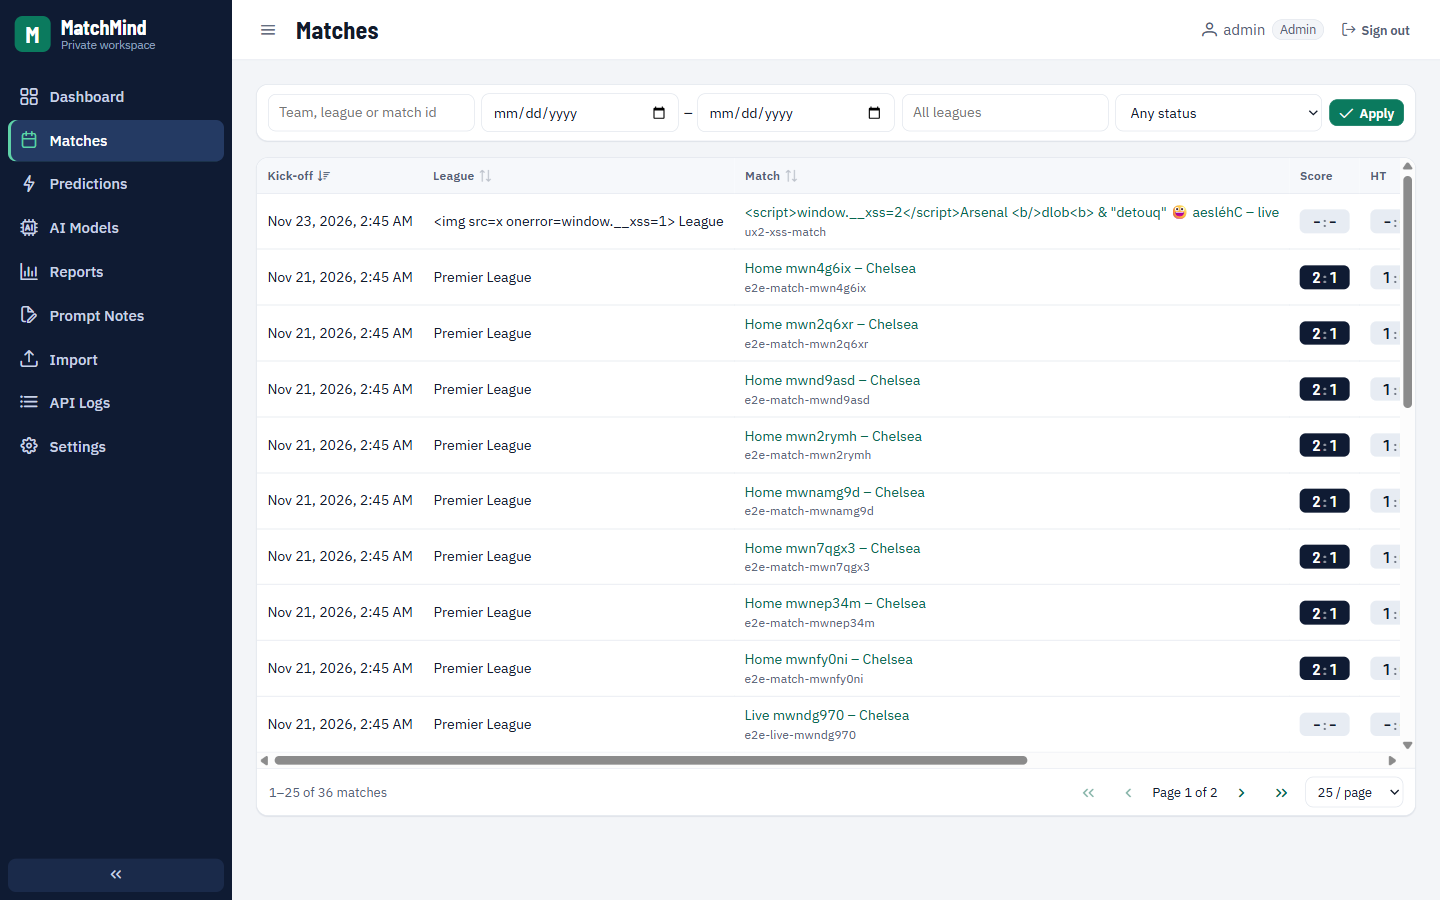 M
MatchMind
Private workspace
Dashboard
Matches
Predictions
AI Models
Reports
Prompt Notes
Import
API Logs
Settings
Matches
admin Admin Sign out
Team, league or match id mm/dd/yyyy – mm/dd/yyyy All leagues Any status Apply
Kick-off League Match Score HT
Nov 23, 2026, 2:45 AM <img src=x onerror=window.__xss=1> League <script>window.__xss=2</script>Arsenal <b/>dlob<b> & "detouq" 🤪 aesléhC – live -:- -:
ux2-xss-match
Nov 21, 2026, 2:45 AM Premier League Home mwn4g6ix – Chelsea 2:1 1:
e2e-match-mwn4g6ix
Nov 21, 2026, 2:45 AM Premier League Home mwn2q6xr – Chelsea 2:1 1:
e2e-match-mwn2q6xr
Nov 21, 2026, 2:45 AM Premier League Home mwnd9asd – Chelsea 2:1 1:
e2e-match-mwnd9asd
Nov 21, 2026, 2:45 AM Premier League Home mwn2rymh – Chelsea 2:1 1:
e2e-match-mwn2rymh
Nov 21, 2026, 2:45 AM Premier League Home mwnamg9d – Chelsea 2:1 1:
e2e-match-mwnamg9d
Nov 21, 2026, 2:45 AM Premier League Home mwn7qgx3 – Chelsea 2:1 1:
e2e-match-mwn7qgx3
Nov 21, 2026, 2:45 AM Premier League Home mwnep34m – Chelsea 2:1 1:
e2e-match-mwnep34m
Nov 21, 2026, 2:45 AM Premier League Home mwnfy0ni – Chelsea 2:1 1:
e2e-match-mwnfy0ni
Nov 21, 2026, 2:45 AM Premier League Live mwndg970 – Chelsea -:- -:
e2e-live-mwndg970
1–25 of 36 matches Page 1 of 2 25 / page